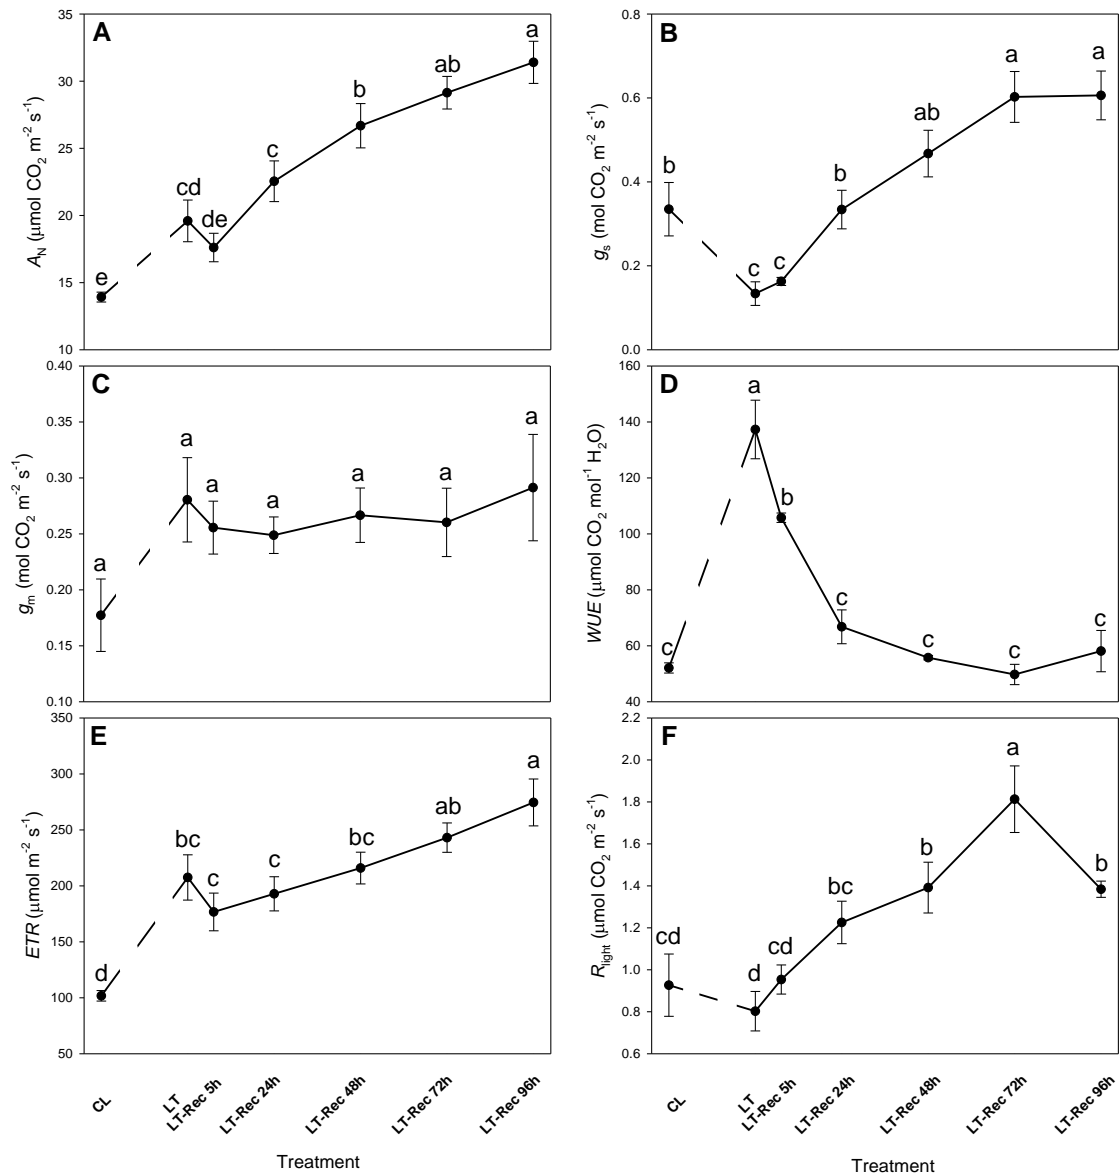 A
35
30
25
20
15
10
A_N (μmol CO₂ m⁻² s⁻¹)
e
cd
de
c
b
ab
a
B
0.8
0.6
0.4
0.2
0.0
g_s (mol CO₂ m⁻² s⁻¹)
b
c
c
b
ab
a
a
C
0.40
0.35
0.30
0.25
0.20
0.15
0.10
g_m (mol CO₂ m⁻² s⁻¹)
a
a
a
a
a
a
a
D
160
140
120
100
80
60
40
WUE (μmol CO₂ mol⁻¹ H₂O)
c
a
b
c
c
c
c
E
350
300
250
200
150
100
50
ETR (μmol m⁻² s⁻¹)
d
bc
c
c
bc
ab
a
CL
LT
LT-Rec 5h
LT-Rec 24h
LT-Rec 48h
LT-Rec 72h
LT-Rec 96h
Treatment
F
2.2
2.0
1.8
1.6
1.4
1.2
1.0
0.8
0.6
R_light (μmol CO₂ m⁻² s⁻¹)
cd
d
cd
bc
b
a
b
CL
LT
LT-Rec 5h
LT-Rec 24h
LT-Rec 48h
LT-Rec 72h
LT-Rec 96h
Treatment